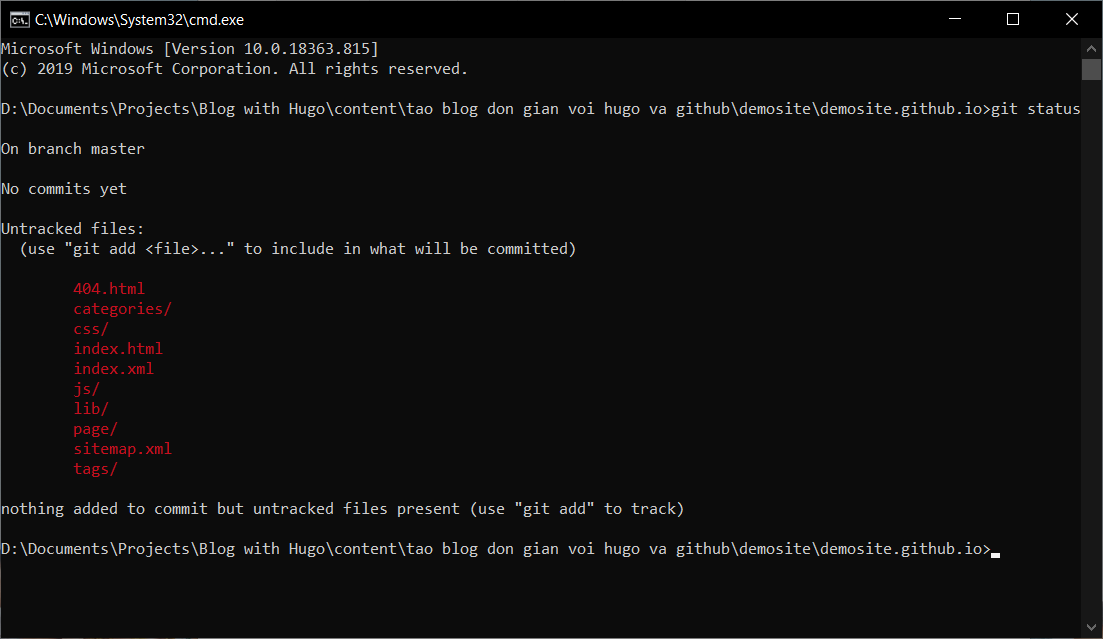 C:\Windows\System32\cmd.exe
Microsoft Windows [Version 10.0.18363.815]
(c) 2019 Microsoft Corporation. All rights reserved.
D:\Documents\Projects\Blog with Hugo\content\tao blog don gian voi hugo va github\demosite\demosite.github.io>git status
On branch master
No commits yet
Untracked files:
  (use "git add <file>..." to include in what will be committed)
        404.html
        categories/
        css/
        index.html
        index.xml
        js/
        lib/
        page/
        sitemap.xml
        tags/
nothing added to commit but untracked files present (use "git add" to track)
D:\Documents\Projects\Blog with Hugo\content\tao blog don gian voi hugo va github\demosite\demosite.github.io>